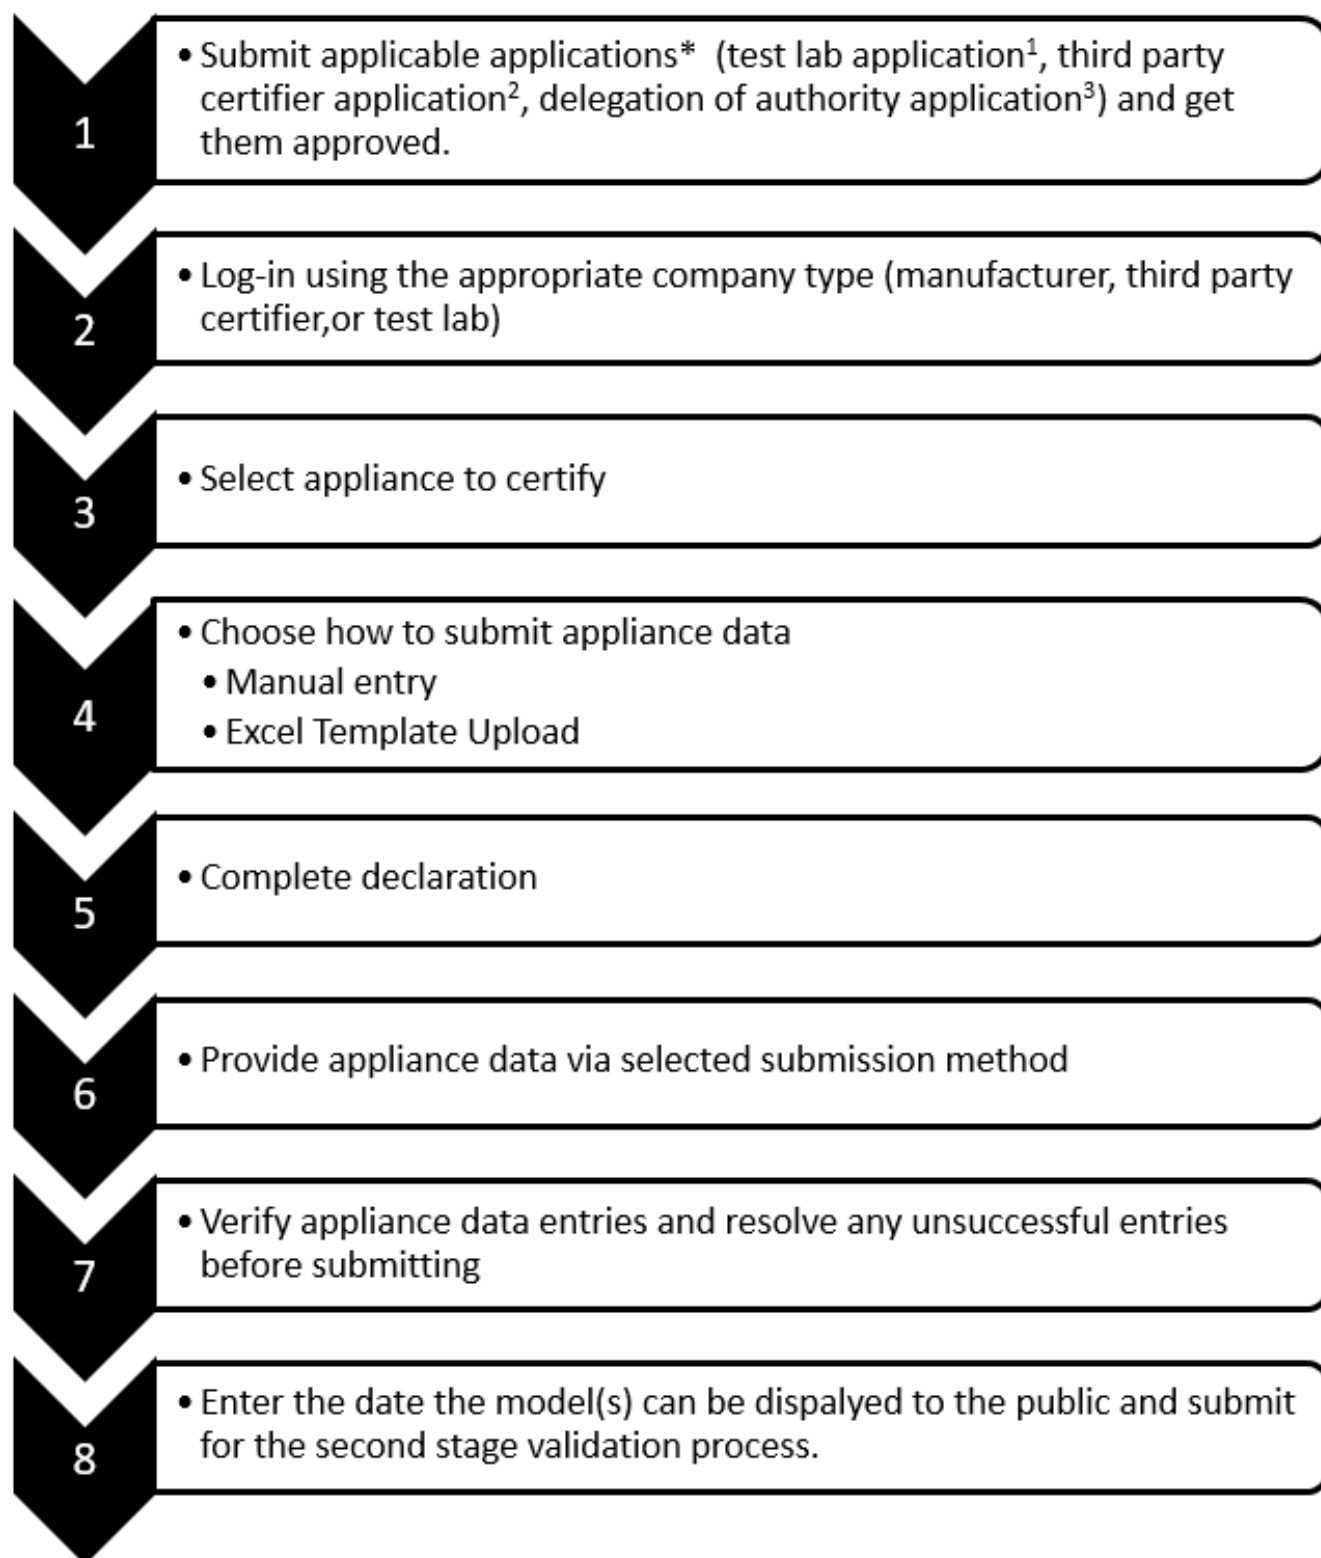 1
• Submit applicable applications* (test lab application¹, third party
certifier application², delegation of authority application³) and get
them approved.
2
• Log-in using the appropriate company type (manufacturer, third party
certifier,or test lab)
3
• Select appliance to certify
4
• Choose how to submit appliance data
• Manual entry
• Excel Template Upload
5
• Complete declaration
6
• Provide appliance data via selected submission method
7
• Verify appliance data entries and resolve any unsuccessful entries
before submitting
8
• Enter the date the model(s) can be dispalyed to the public and submit
for the second stage validation process.